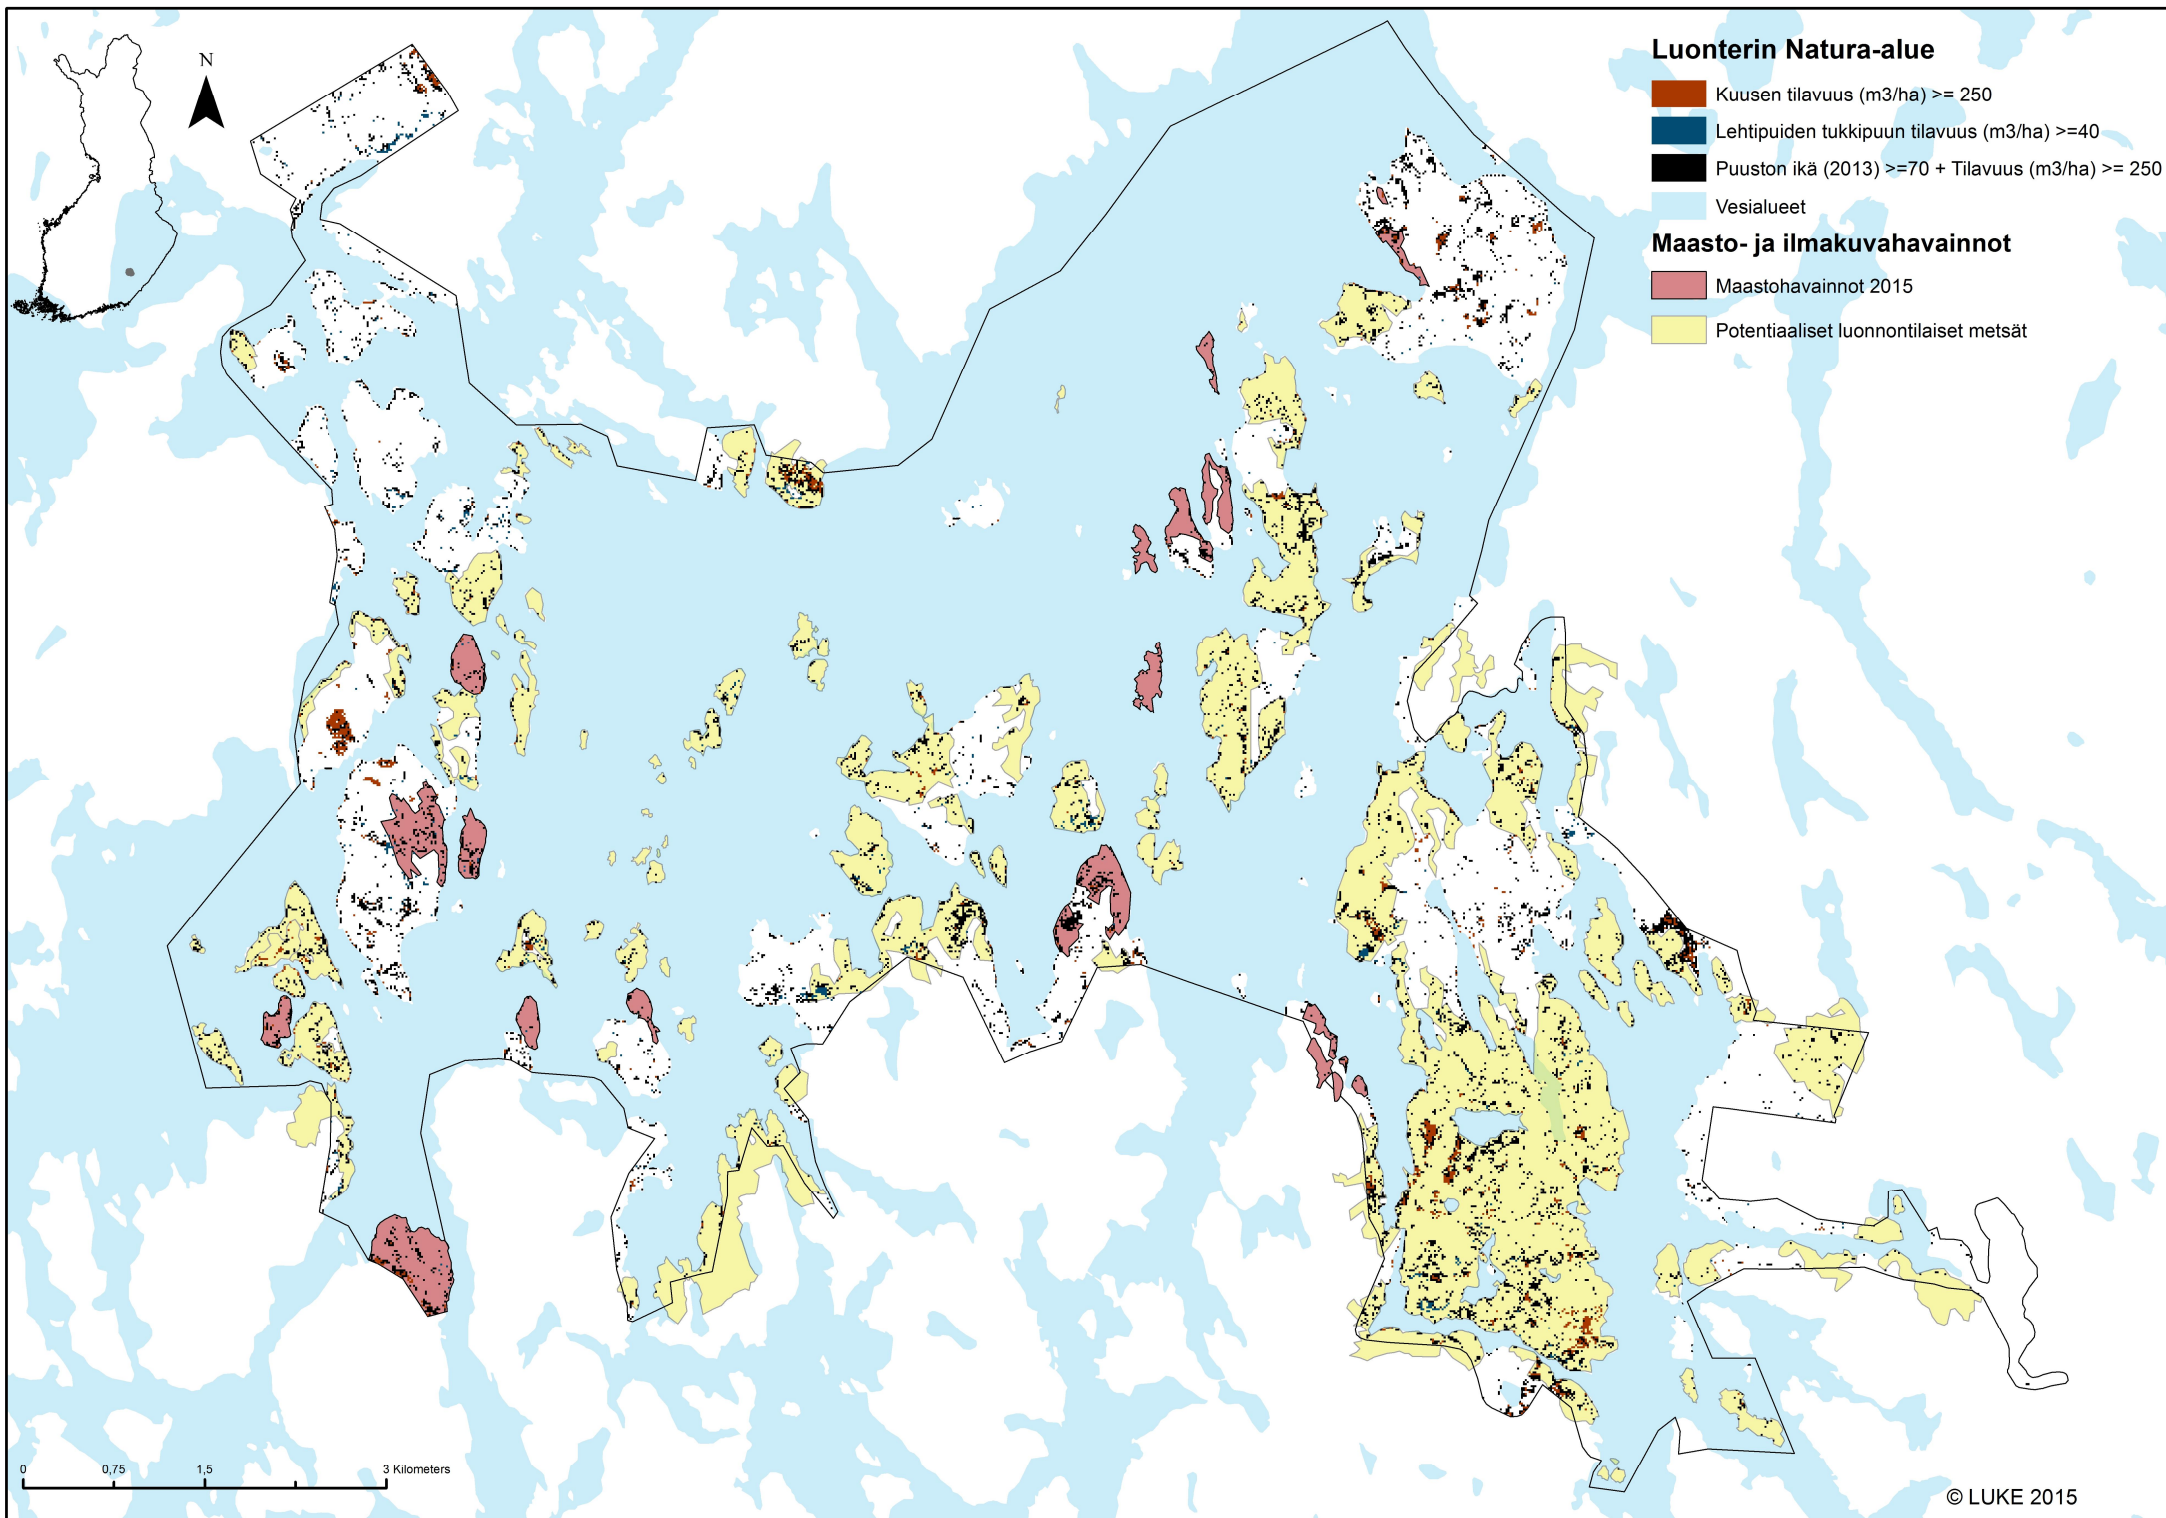 N
Luonterin Natura-alue
Kuusen tilavuus (m3/ha) >= 250
Lehtipuiden tukkipuun tilavuus (m3/ha) >=40
Puuston ikä (2013) >=70 + Tilavuus (m3/ha) >= 250
Vesialueet
Maasto- ja ilmakuvahavainnot
Maastohavainnot 2015
Potentiaaliset luonnontilaiset metsät
0 0,75 1,5 3 Kilometers
© LUKE 2015